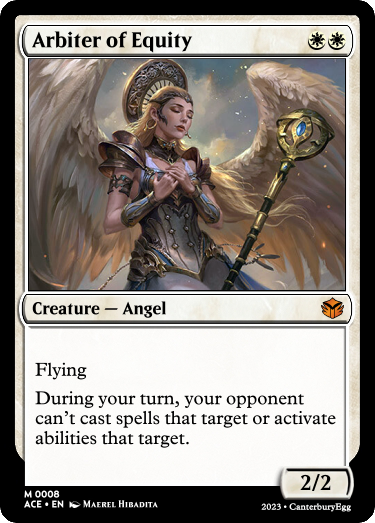 Arbiter of Equity
Creature — Angel
Flying
During your turn, your opponent
can't cast spells that target or activate
abilities that target.
2/2
M 0008
ACE • EN Maerel Hibadita
2023 • CanterburyEgg